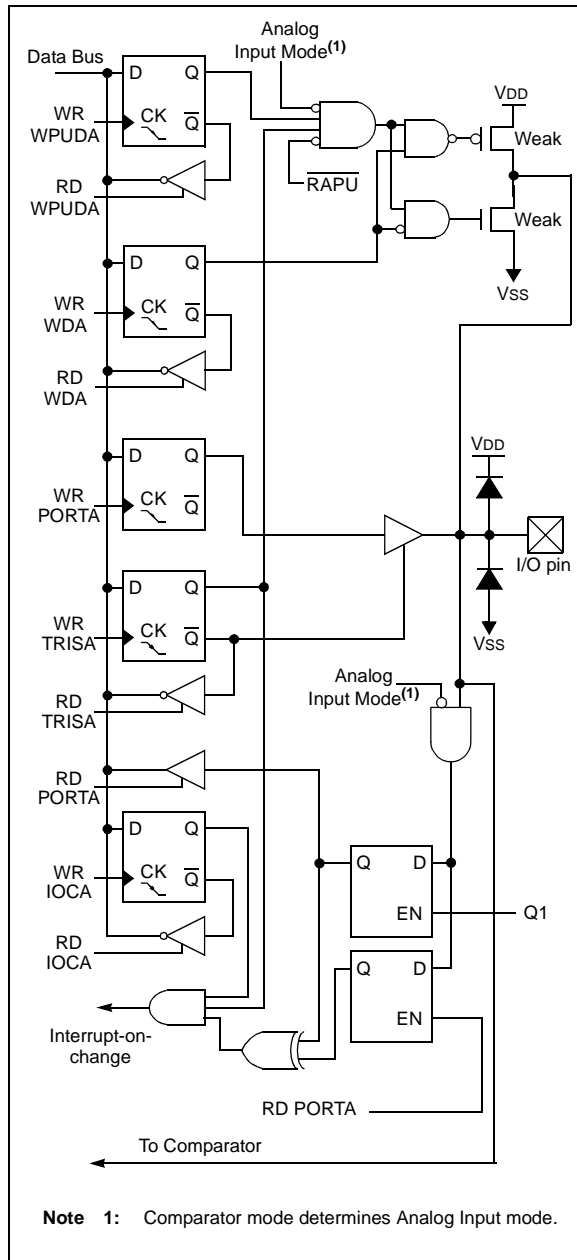 Analog
Input Mode(1)
Data Bus
D Q
WR
WPUDA
CK Q
VDD
Weak
RD
WPUDA
RAPU
Weak
VSS
D Q
WR
WDA
CK Q
RD
WDA
VDD
D Q
WR
PORTA
CK Q
I/O pin
D Q
WR
TRISA
CK Q
VSS
Analog
Input Mode(1)
RD
TRISA
RD
PORTA
D Q
WR
IOCA
CK Q
Q D
EN
Q1
RD
IOCA
Q D
EN
Interrupt-on-
change
RD PORTA
To Comparator
Note 1: Comparator mode determines Analog Input mode.